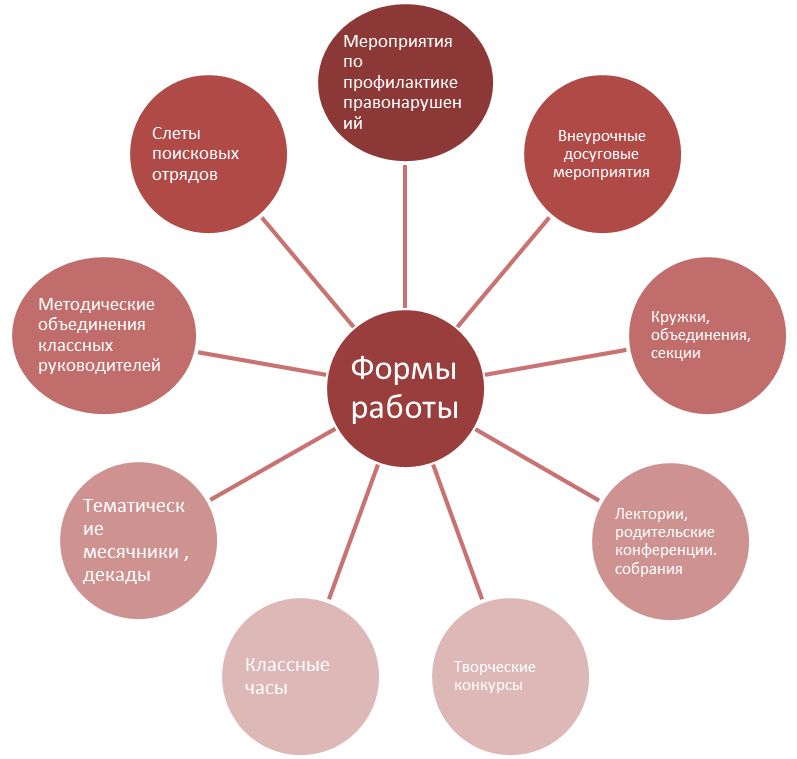 Мероприятия
по
профилактике
правонарушен
ий
Внеурочные
досуговые
мероприятия
Кружки,
объединения,
секции
Лектории,
родительские
конференции.
собрания
Творческие
конкурсы
Классные
часы
Тематическ
ие
месячники ,
декады
Методические
объединения
классных
руководителей
Слеты
поисковых
отрядов
Формы
работы